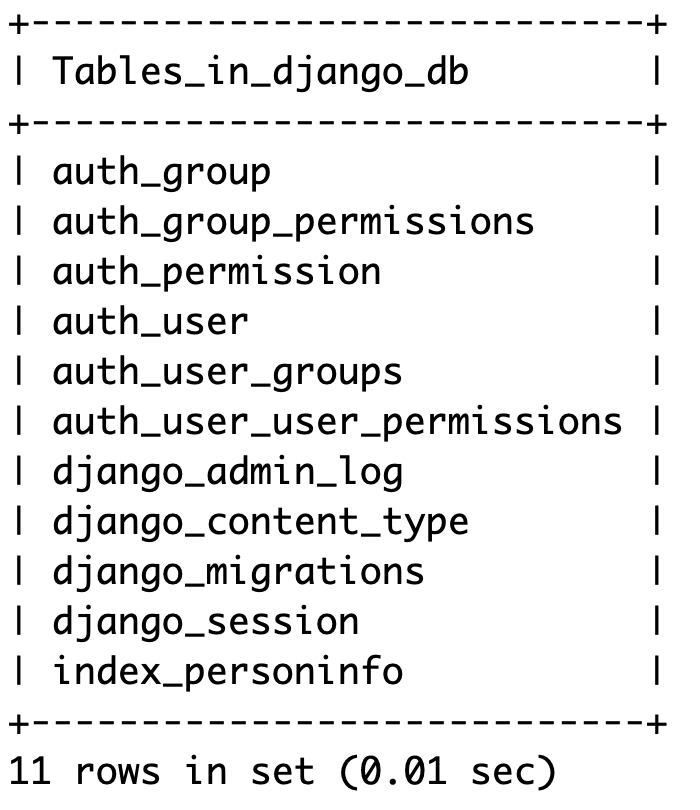 +----------------------------+
| Tables_in_django_db        |
+----------------------------+
| auth_group                 |
| auth_group_permissions     |
| auth_permission            |
| auth_user                  |
| auth_user_groups           |
| auth_user_user_permissions |
| django_admin_log           |
| django_content_type        |
| django_migrations          |
| django_session             |
| index_personinfo           |
+----------------------------+
11 rows in set (0.01 sec)